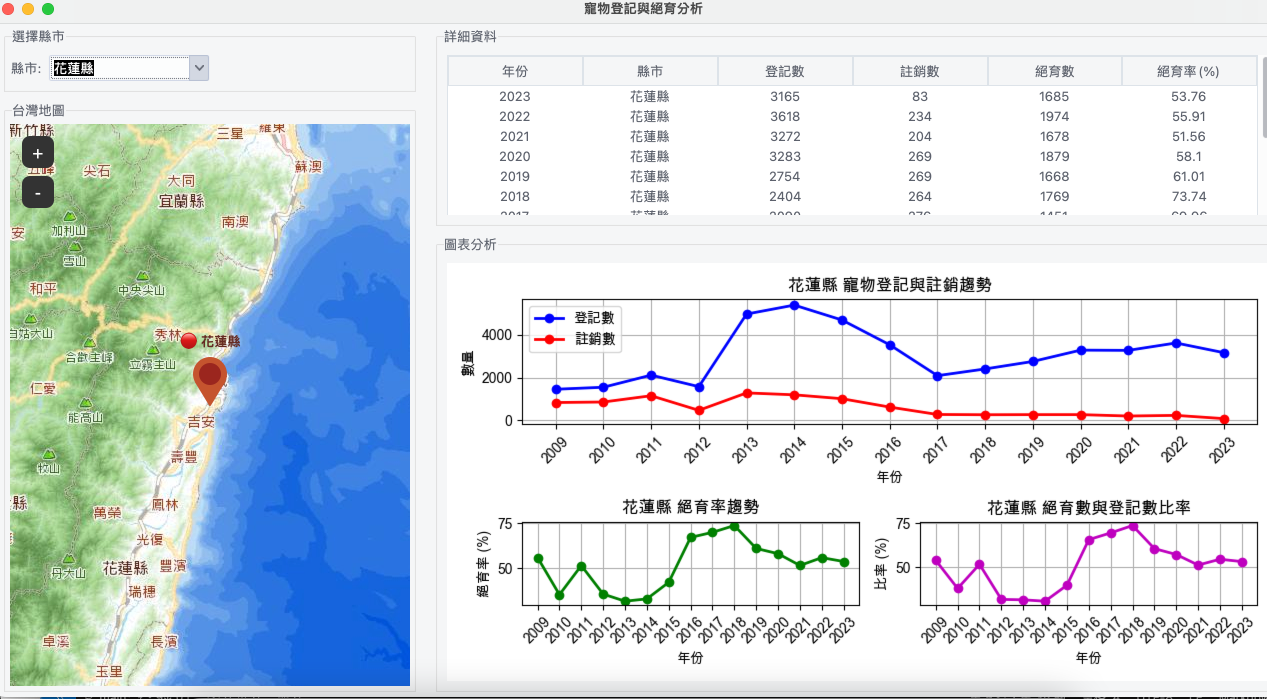 寵物登記與絕育分析
選擇縣市
縣市: 花蓮縣
台灣地圖
+
-
新竹縣
五峰
尖石
三星
羅東
蘇澳
大同
宜蘭縣
南澳
安
加利山
雪山
和平
中央尖山
白姑大山
秀林
花蓮縣
合歡主峰
立霧主山
仁愛
能高山
吉安
牧山
壽豐
縣
萬榮
鳳林
光復
丹大山
花蓮縣
豐濱
瑞穗
卓溪
長濱
玉里
詳細資料
年份 縣市 登記數 註銷數 絕育數 絕育率(%)
2023 花蓮縣 3165 83 1685 53.76
2022 花蓮縣 3618 234 1974 55.91
2021 花蓮縣 3272 204 1678 51.56
2020 花蓮縣 3283 269 1879 58.1
2019 花蓮縣 2754 269 1668 61.01
2018 花蓮縣 2404 264 1769 73.74
2017 花蓮縣
圖表分析
花蓮縣 寵物登記與註銷趨勢
登記數
註銷數
數量
4000
2000
0
2009 2010 2011 2012 2013 2014 2015 2016 2017 2018 2019 2020 2021 2022 2023
年份
花蓮縣 絕育率趨勢
絕育率 (%)
75
50
2009 2010 2011 2012 2013 2014 2015 2016 2017 2018 2019 2020 2021 2022 2023
年份
花蓮縣 絕育數與登記數比率
比率 (%)
75
50
2009 2010 2011 2012 2013 2014 2015 2016 2017 2018 2019 2020 2021 2022 2023
年份